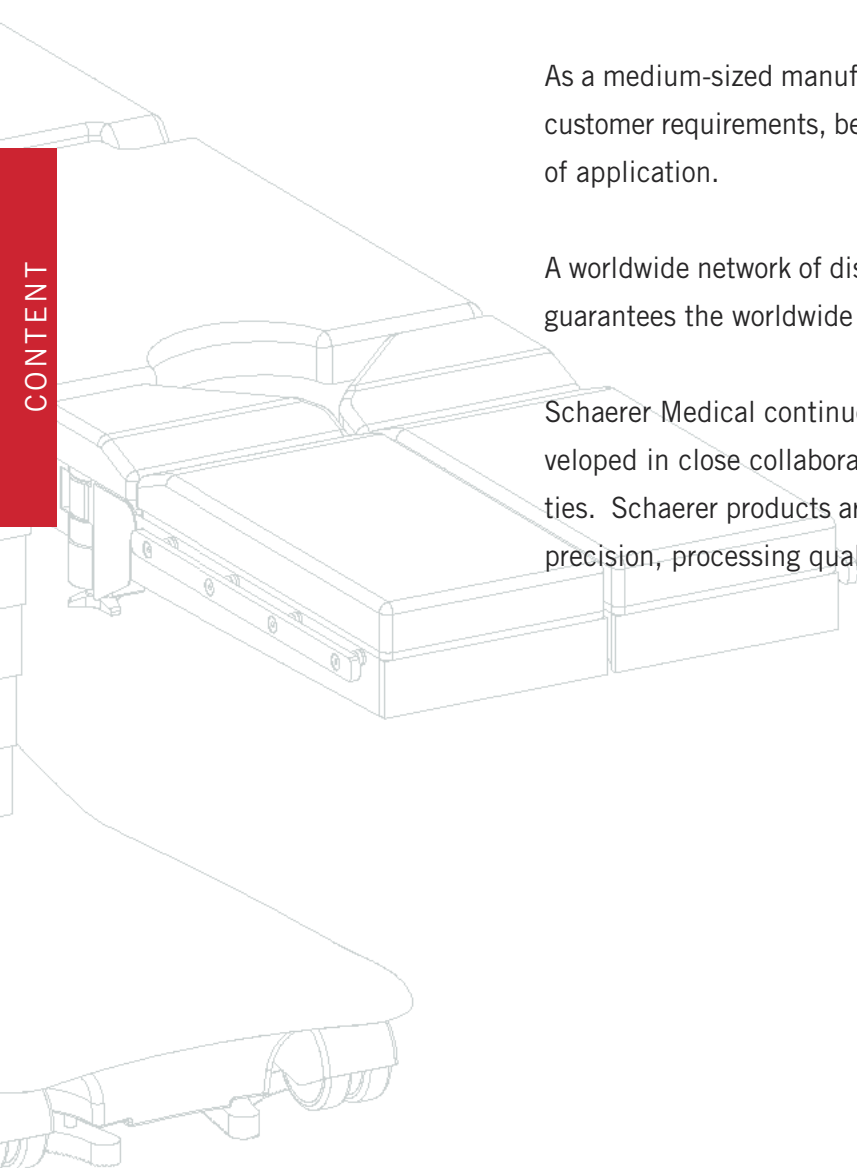 CONTENT
As a medium-sized manuf
customer requirements, be
of application.
A worldwide network of dis
guarantees the worldwide
Schaerer Medical continu
veloped in close collabora
ties. Schaerer products a
precision, processing qual